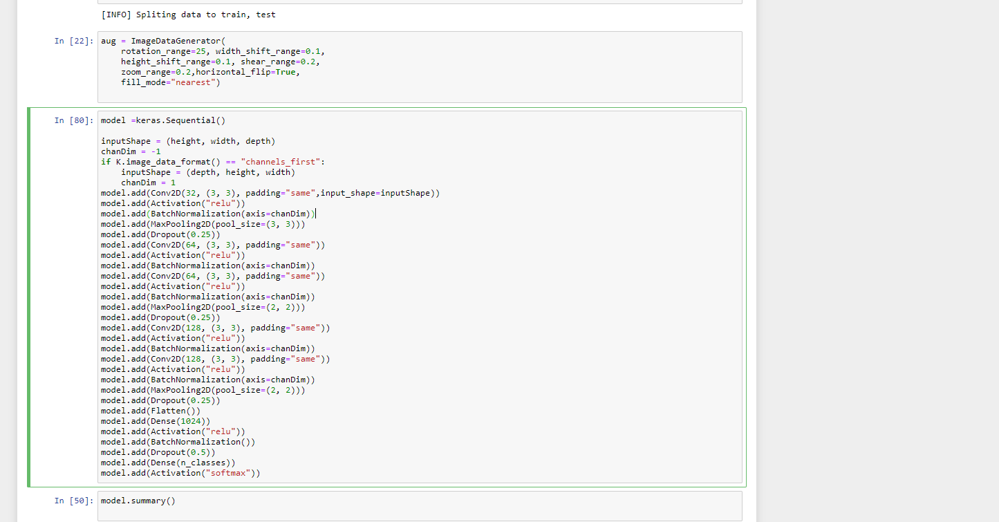 [INFO] Spliting data to train, test
In [22]: aug = ImageDataGenerator(
    rotation_range=25, width_shift_range=0.1,
    height_shift_range=0.1, shear_range=0.2,
    zoom_range=0.2,horizontal_flip=True,
    fill_mode="nearest")
In [80]: model =keras.Sequential()
inputShape = (height, width, depth)
chanDim = -1
if K.image_data_format() == "channels_first":
    inputShape = (depth, height, width)
    chanDim = 1
model.add(Conv2D(32, (3, 3), padding="same",input_shape=inputShape))
model.add(Activation("relu"))
model.add(BatchNormalization(axis=chanDim))
model.add(MaxPooling2D(pool_size=(3, 3)))
model.add(Dropout(0.25))
model.add(Conv2D(64, (3, 3), padding="same"))
model.add(Activation("relu"))
model.add(BatchNormalization(axis=chanDim))
model.add(Conv2D(64, (3, 3), padding="same"))
model.add(Activation("relu"))
model.add(BatchNormalization(axis=chanDim))
model.add(MaxPooling2D(pool_size=(2, 2)))
model.add(Dropout(0.25))
model.add(Conv2D(128, (3, 3), padding="same"))
model.add(Activation("relu"))
model.add(BatchNormalization(axis=chanDim))
model.add(Conv2D(128, (3, 3), padding="same"))
model.add(Activation("relu"))
model.add(BatchNormalization(axis=chanDim))
model.add(MaxPooling2D(pool_size=(2, 2)))
model.add(Dropout(0.25))
model.add(Flatten())
model.add(Dense(1024))
model.add(Activation("relu"))
model.add(BatchNormalization())
model.add(Dropout(0.5))
model.add(Dense(n_classes))
model.add(Activation("softmax"))
In [50]: model.summary()